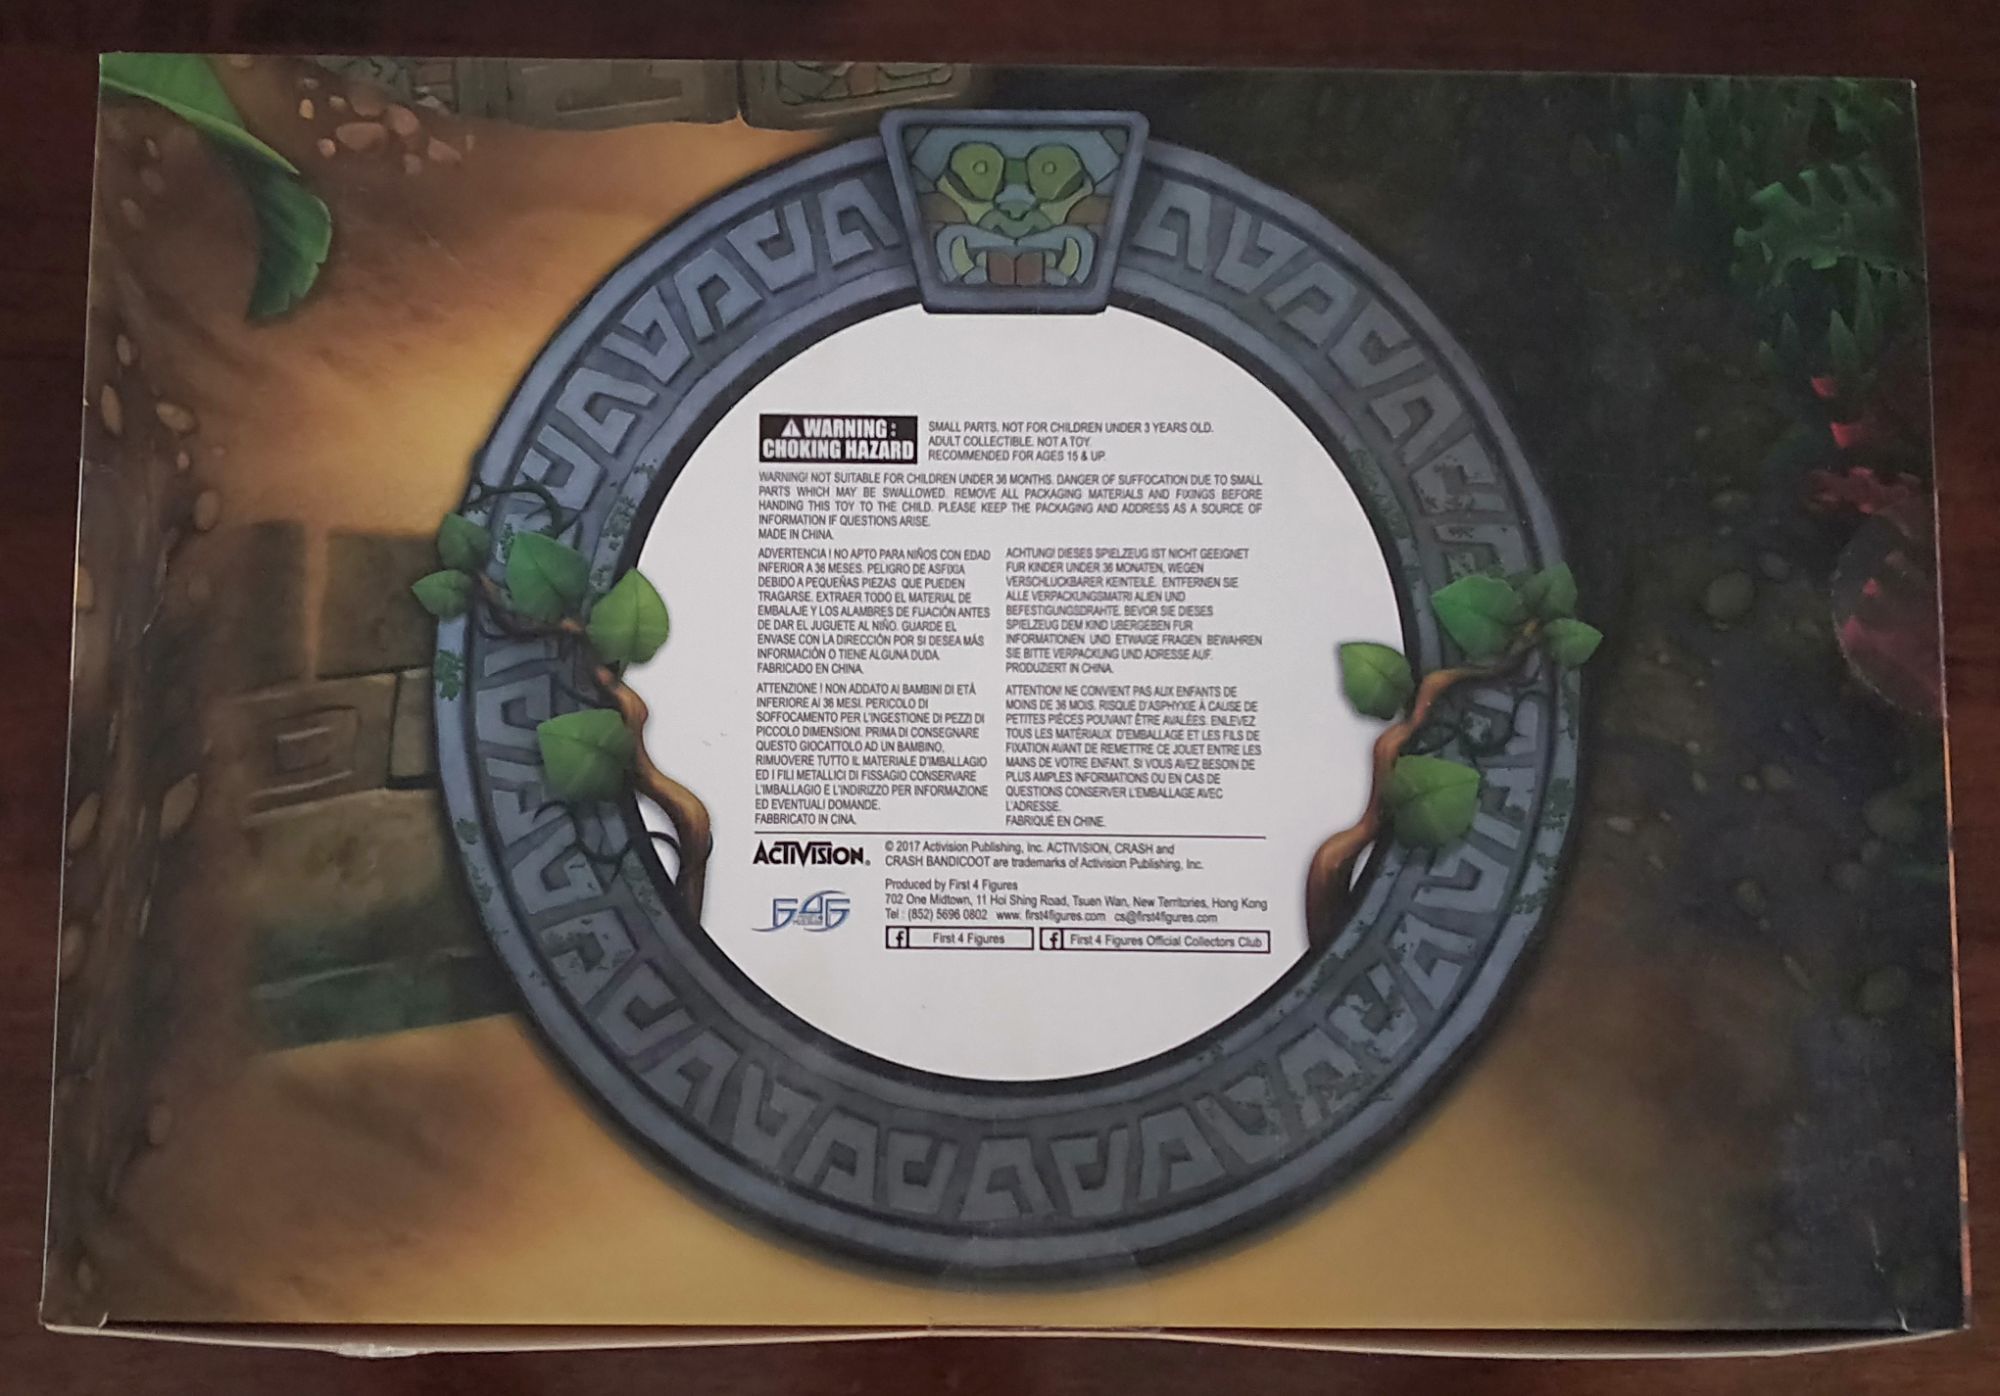 ⚠ WARNING:
CHOKING HAZARD
SMALL PARTS. NOT FOR CHILDREN UNDER 3 YEARS OLD.
ADULT COLLECTIBLE. NOT A TOY.
RECOMMENDED FOR AGES 15 & UP.
WARNING! NOT SUITABLE FOR CHILDREN UNDER 36 MONTHS. DANGER OF SUFFOCATION DUE TO SMALL
PARTS WHICH MAY BE SWALLOWED. REMOVE ALL PACKAGING MATERIALS AND FIXINGS BEFORE
HANDING THIS TOY TO THE CHILD. PLEASE KEEP THE PACKAGING AND ADDRESS AS A SOURCE OF
INFORMATION IF QUESTIONS ARISE.
MADE IN CHINA.
ADVERTENCIA ! NO APTO PARA NIÑOS CON EDAD
INFERIOR A 36 MESES. PELIGRO DE ASFIXIA
DEBIDO A PEQUEÑAS PIEZAS QUE PUEDEN
TRAGARSE. EXTRAER TODO EL MATERIAL DE
EMBALAJE Y LOS ALAMBRES DE FIJACIÓN ANTES
DE DAR EL JUGUETE AL NIÑO. GUARDE EL
ENVASE CON LA DIRECCIÓN POR SI DESEA MÁS
INFORMACIÓN O TIENE ALGUNA DUDA.
FABRICADO EN CHINA.
ACHTUNG! DIESES SPIELZEUG IST NICHT GEEIGNET
FUR KINDER UNDER 36 MONATEN, WEGEN
VERSCHLUCKBARER KEINTEILE. ENTFERNEN SIE
ALLE VERPACKUNGSMATRI ALIEN UND
BEFESTIGUNGSDRAHTE. BEVOR SIE DIESES
SPIELZEUG DEM KIND UBERGEBEN FUR
INFORMATIONEN UND ETWAIGE FRAGEN BEWAHREN
SIE BITTE VERPACKUNG UND ADRESSE AUF.
PRODUZIERT IN CHINA.
ATTENZIONE ! NON ADDATO AI BAMBINI DI ETÀ
INFERIORE AI 36 MESI. PERICOLO DI
SOFFOCAMENTO PER L'INGESTIONE DI PEZZI DI
PICCOLO DIMENSIONI. PRIMA DI CONSEGNARE
QUESTO GIOCATTOLO AD UN BAMBINO,
RIMUOVERE TUTTO IL MATERIALE D'IMBALLAGIO
ED I FILI METALLICI DI FISSAGIO CONSERVARE
L'IMBALLAGIO E L'INDIRIZZO PER INFORMAZIONE
ED EVENTUALI DOMANDE.
FABBRICATO IN CINA.
ATTENTION! NE CONVIENT PAS AUX ENFANTS DE
MOINS DE 36 MOIS. RISQUE D'ASPHYXIE À CAUSE DE
PETITES PIÈCES POUVANT ÊTRE AVALÉES. ENLEVEZ
TOUS LES MATÉRIAUX D'EMBALLAGE ET LES FILS DE
FIXATION AVANT DE REMETTRE CE JOUET ENTRE LES
MAINS DE VOTRE ENFANT. SI VOUS AVEZ BESOIN DE
PLUS AMPLES INFORMATIONS OU EN CAS DE
QUESTIONS CONSERVER L'EMBALLAGE AVEC
L'ADRESSE.
FABRIQUÉ EN CHINE.
ACTIVISION.
© 2017 Activision Publishing, Inc. ACTIVISION, CRASH and
CRASH BANDICOOT are trademarks of Activision Publishing, Inc.
F4F
Produced by First 4 Figures
702 One Midtown, 11 Hoi Shing Road, Tsuen Wan, New Territories, Hong Kong
Tel : (852) 5696 0802 www. first4figures.com cs@first4figures.com
f First 4 Figures
f First 4 Figures Official Collectors Club